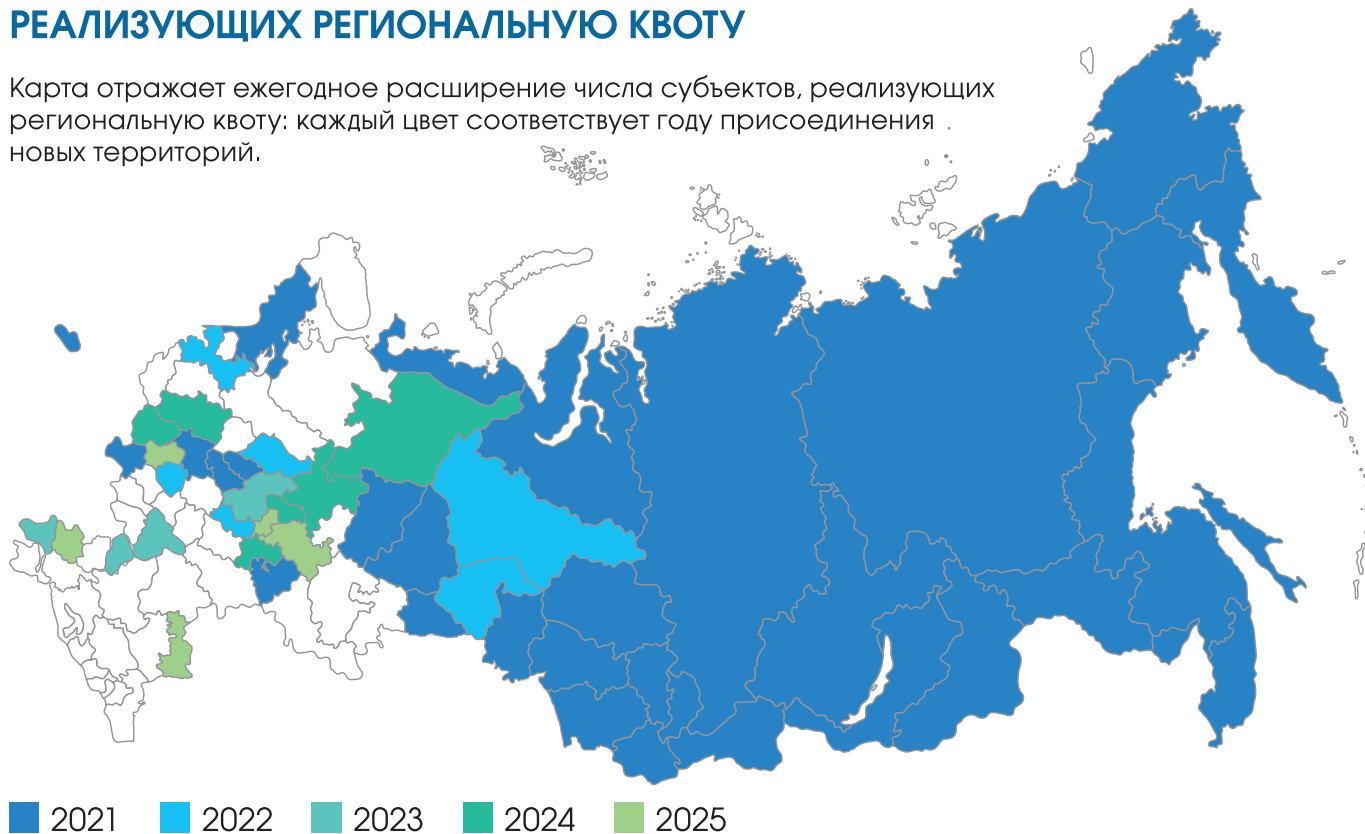 РЕАЛИЗУЮЩИХ РЕГИОНАЛЬНУЮ КВОТУ
Карта отражает ежегодное расширение числа субъектов, реализующих
региональную квоту: каждый цвет соответствует году присоединения
новых территорий.
2021
2022
2023
2024
2025